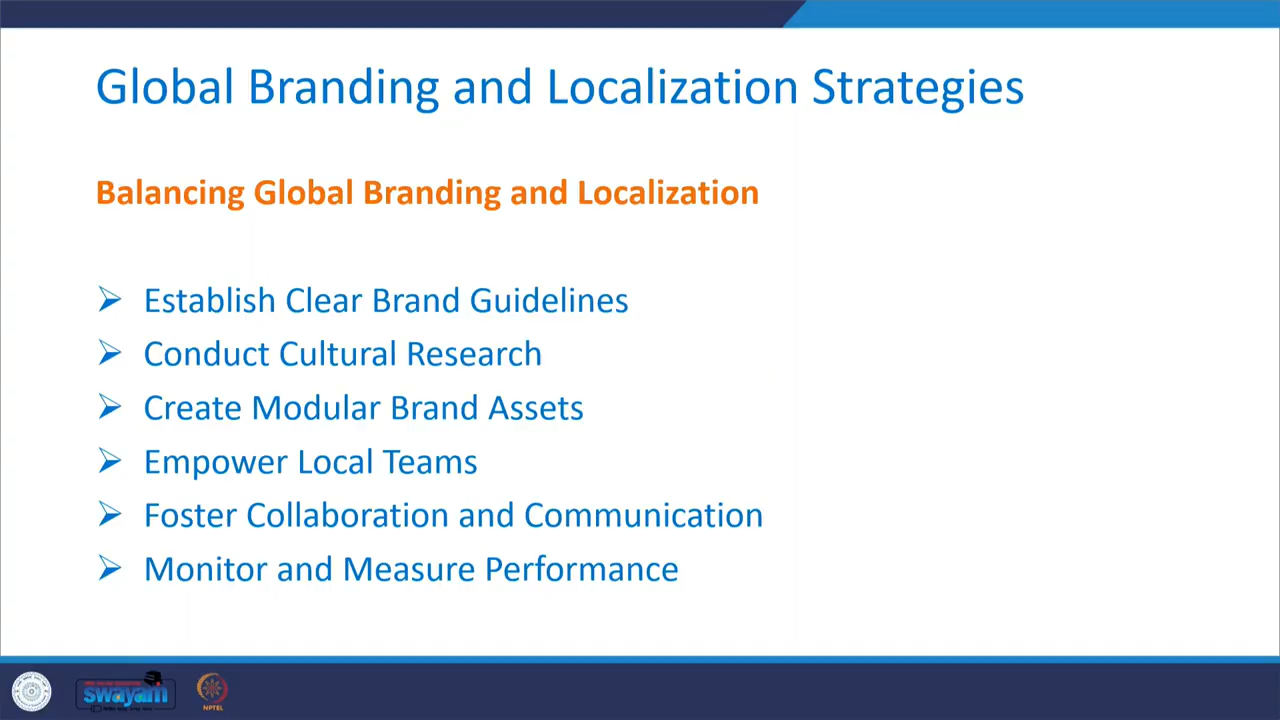 Global Branding and Localization Strategies
Balancing Global Branding and Localization
Establish Clear Brand Guidelines
Conduct Cultural Research
Create Modular Brand Assets
Empower Local Teams
Foster Collaboration and Communication
Monitor and Measure Performance
swayam
NPTEL